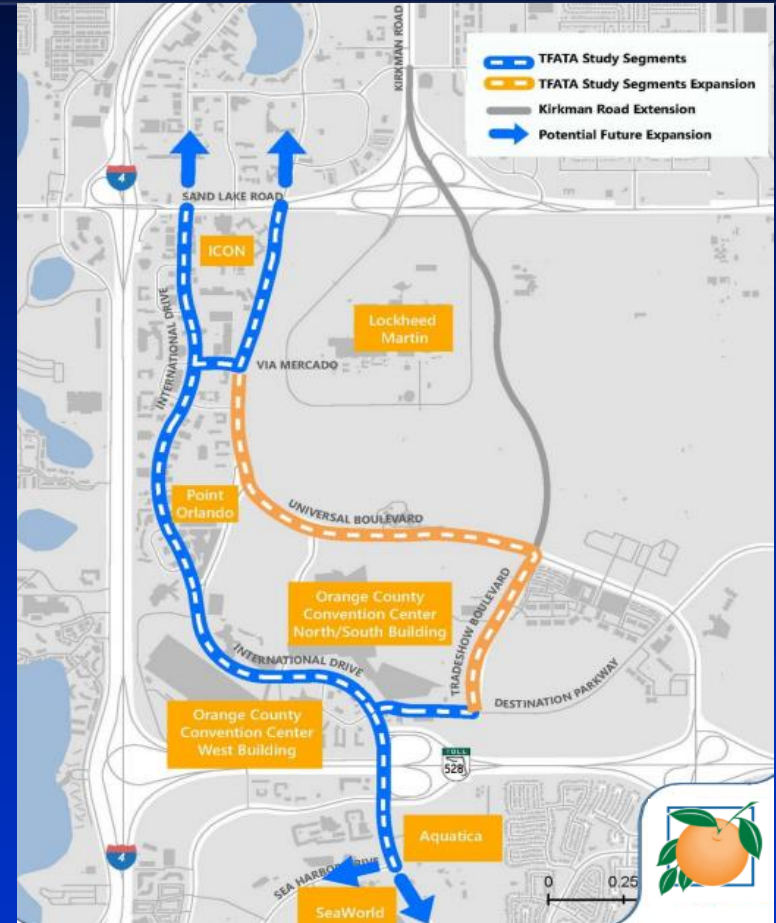 KIRKMAN ROAD
TFATA Study Segments
TFATA Study Segments Expansion
Kirkman Road Extension
Potential Future Expansion
4
SAND LAKE ROAD
ICON
INTERNATIONAL DRIVE
Lockheed
Martin
VIA MERCADO
Point
Orlando
UNIVERSAL BOULEVARD
Orange County
Convention Center
North/South Building
TRADESHOW BOULEVARD
INTERNATIONAL DRIVE
DESTINATION PARKWAY
Orange County
Convention Center
West Building
TOLL
528
4
Aquatica
SEA HARBOR DRIVE
SeaWorld
0 0.25